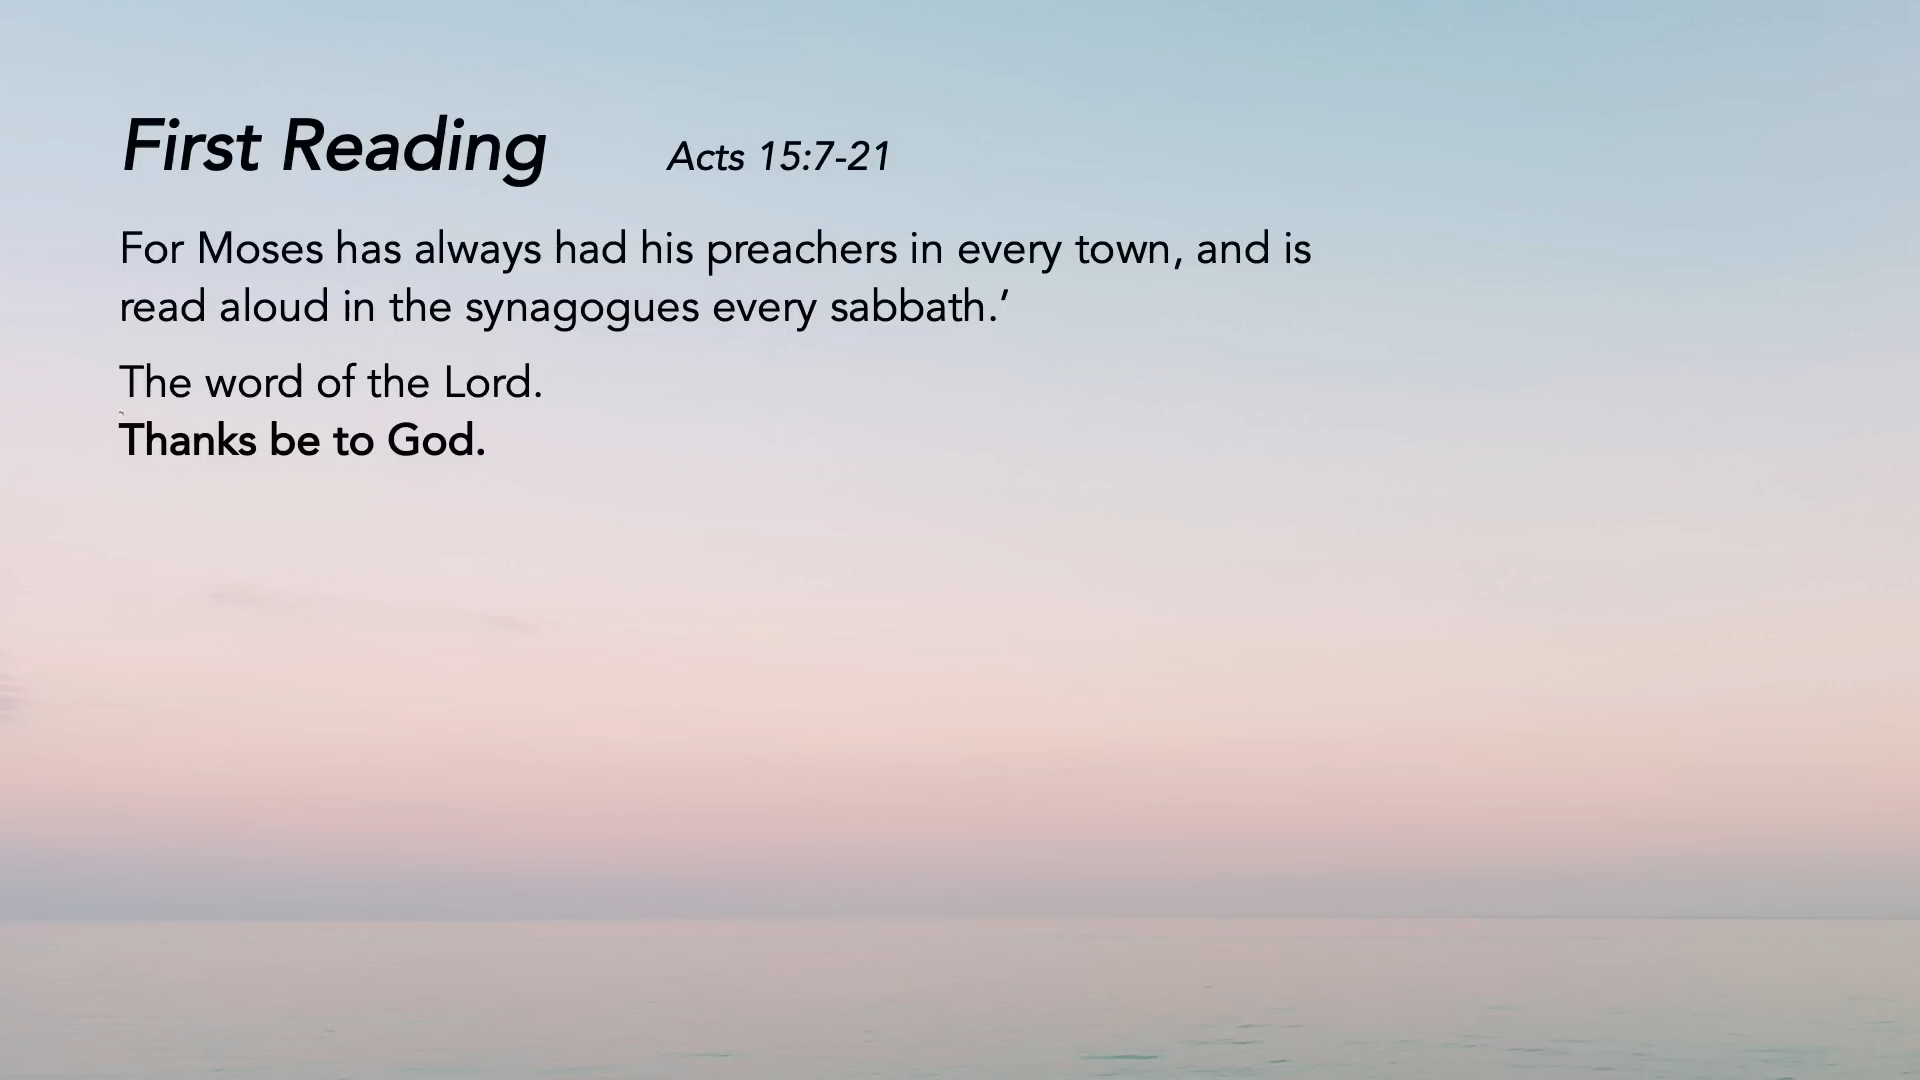 First Reading Acts 15:7-21
For Moses has always had his preachers in every town, and is
read aloud in the synagogues every sabbath.’
The word of the Lord.
Thanks be to God.